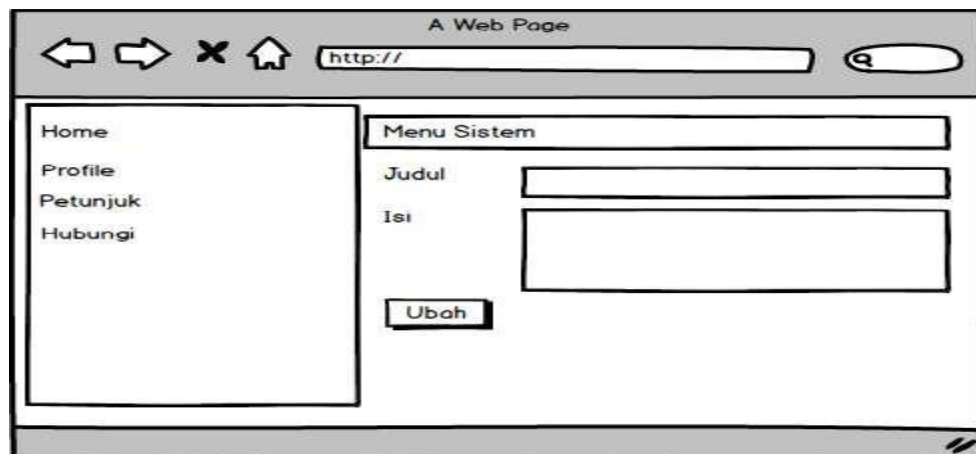 A Web Page
http://
Home
Profile
Petunjuk
Hubungi
Menu Sistem
Judul
Isi
Ubah